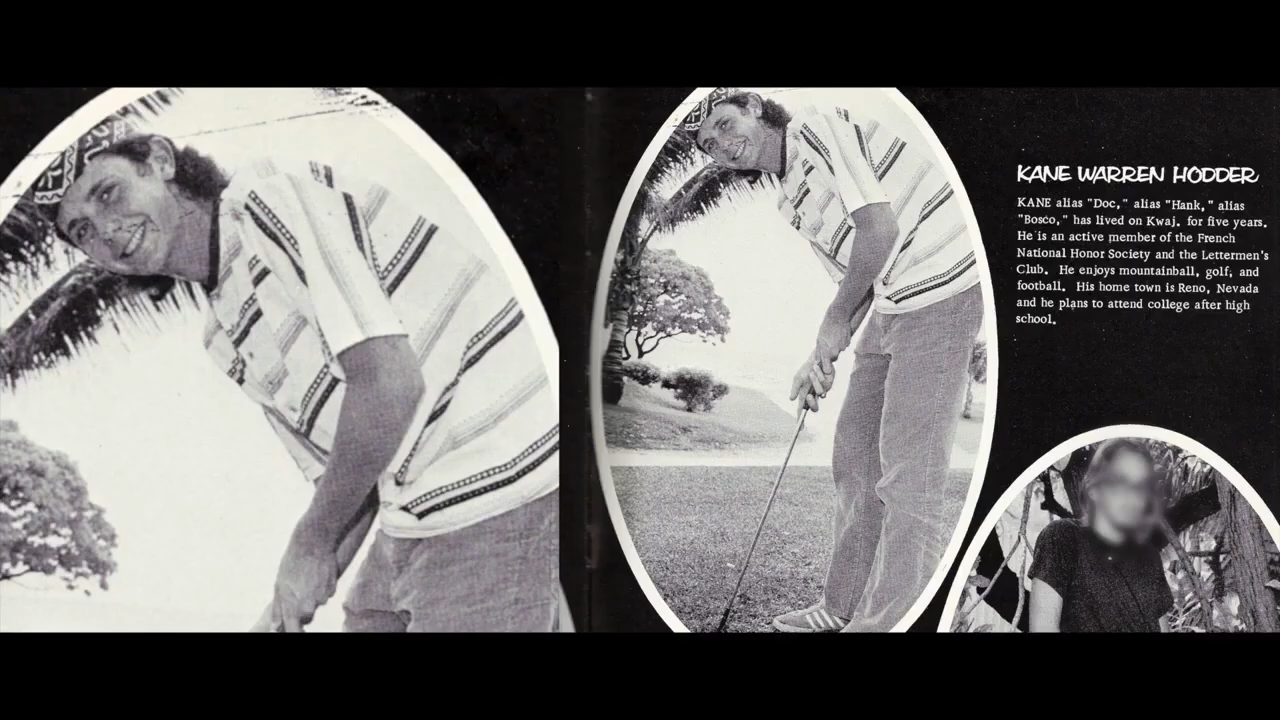 KANE WARREN HODDER
KANE alias "Doc," alias "Hank," alias
"Bosco," has lived on Kwaj. for five years.
He is an active member of the French
National Honor Society and the Lettermen's
Club. He enjoys mountainball, golf, and
football. His home town is Reno, Nevada
and he plans to attend college after high
school.